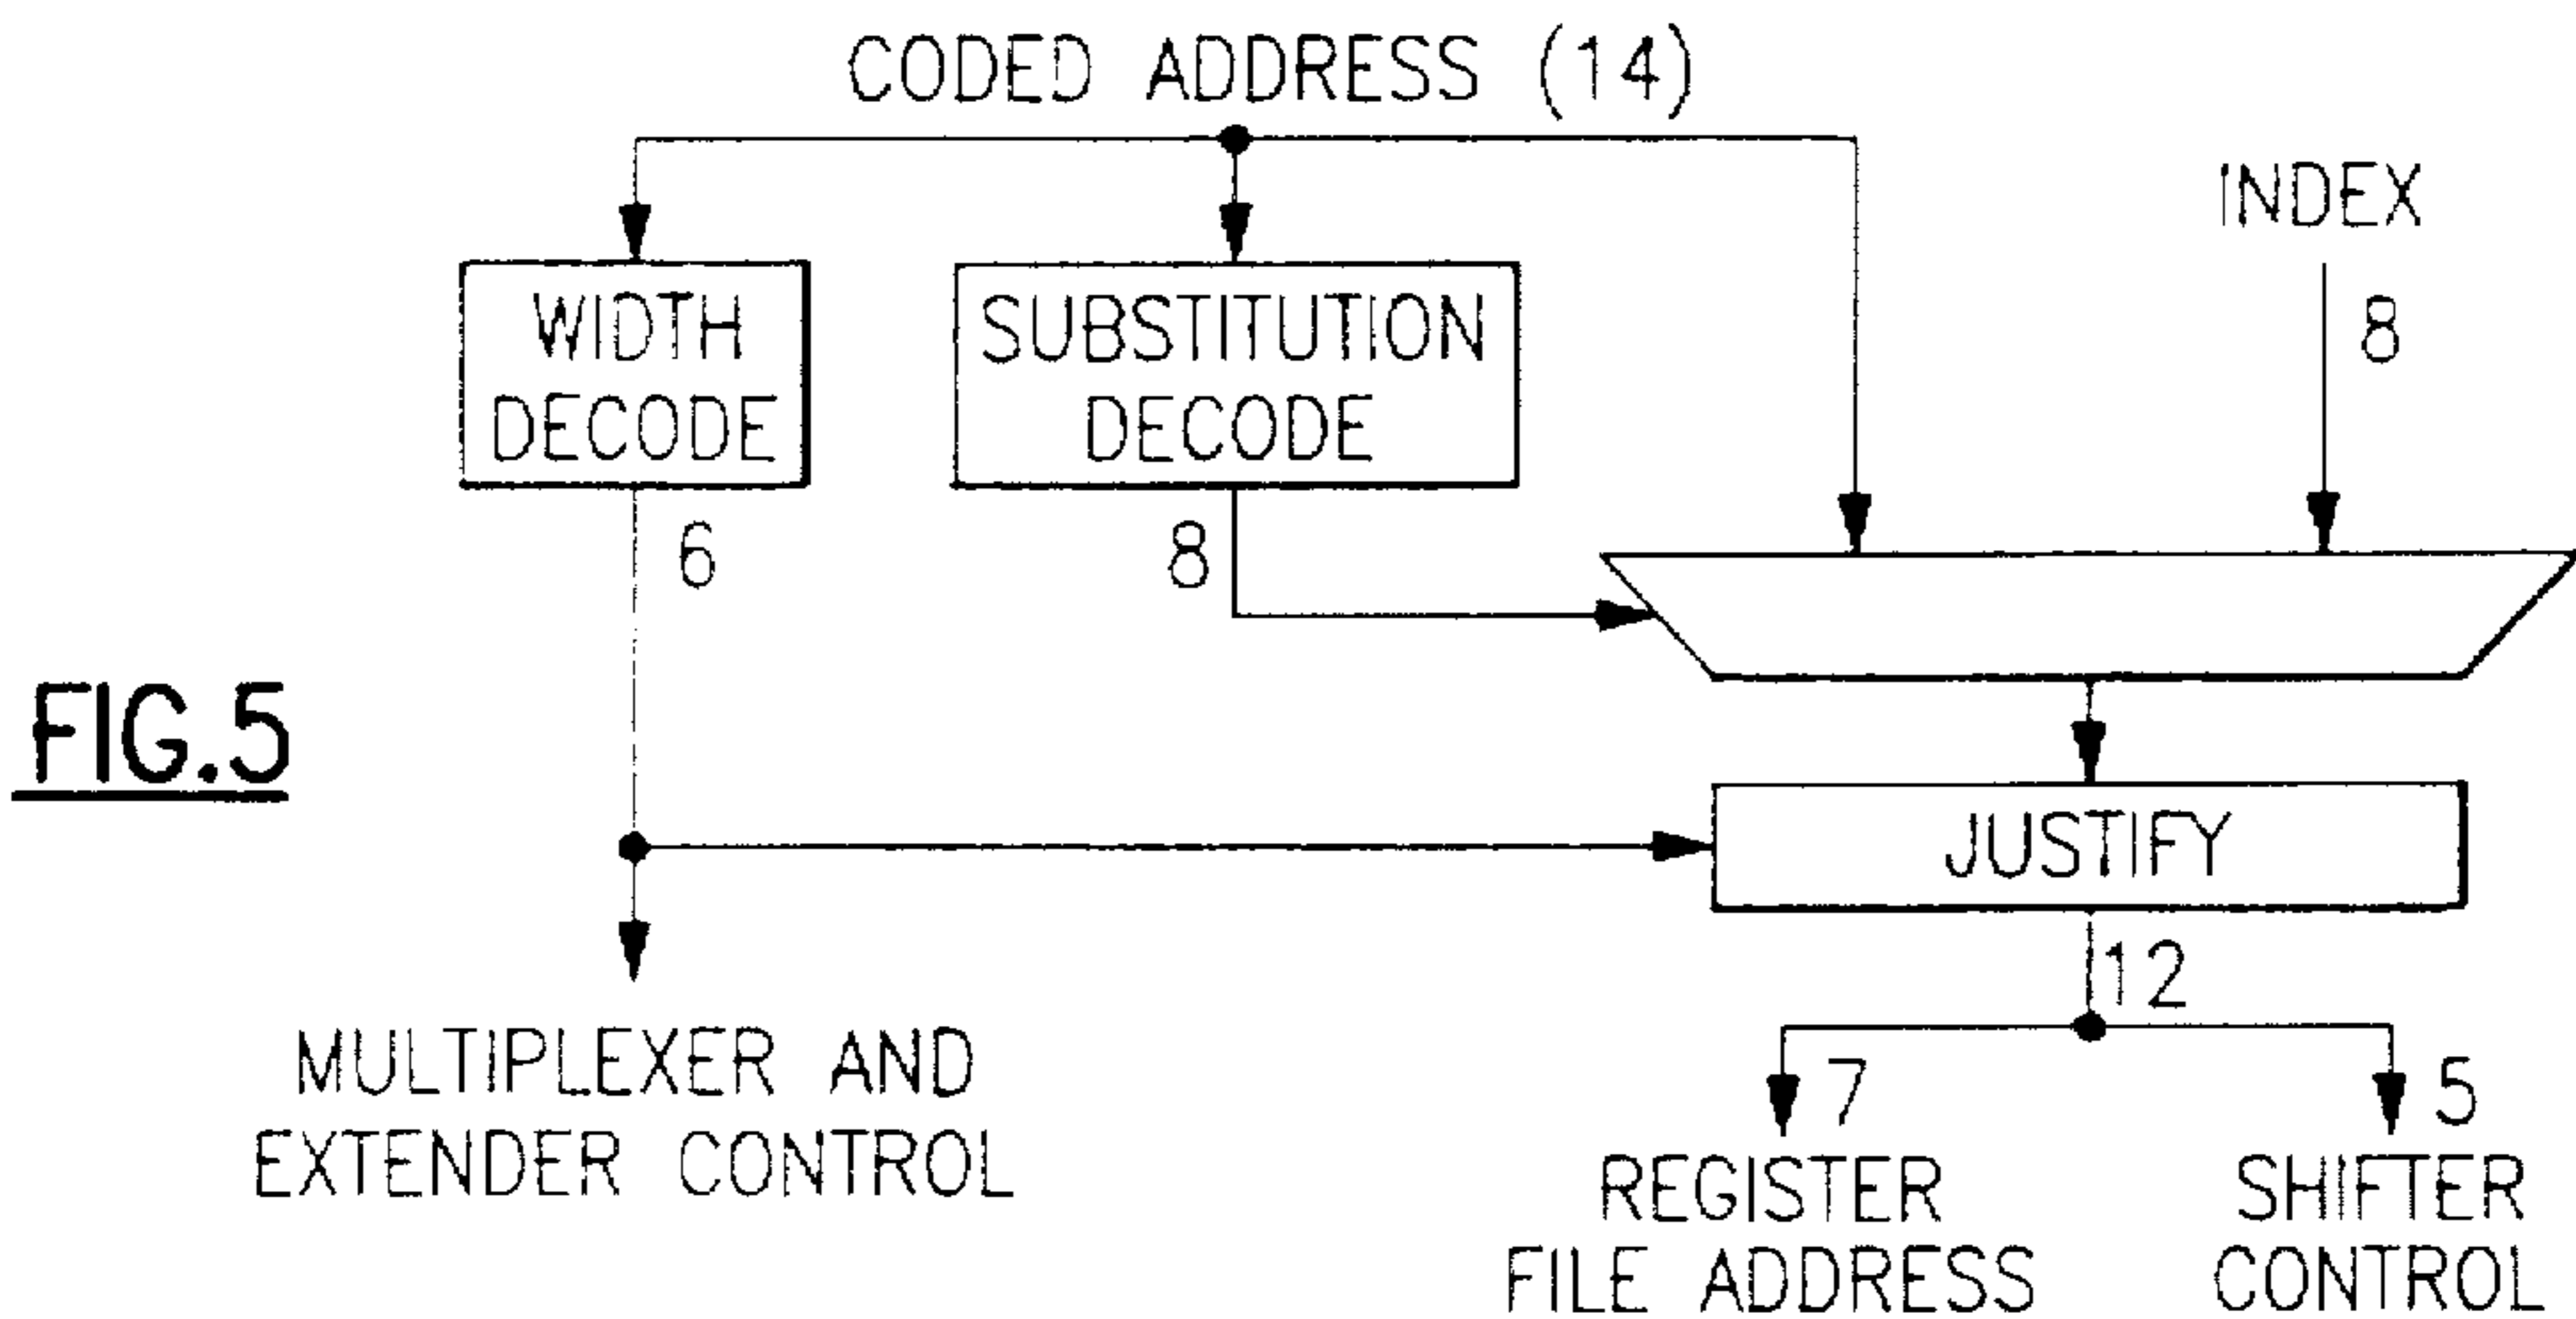 CODED ADDRESS (14)
INDEX
8
WIDTH
DECODE
SUBSTITUTION
DECODE
6
8
FIG.5
JUSTIFY
12
MULTIPLEXER AND
EXTENDER CONTROL
7
5
REGISTER
FILE ADDRESS
SHIFTER
CONTROL